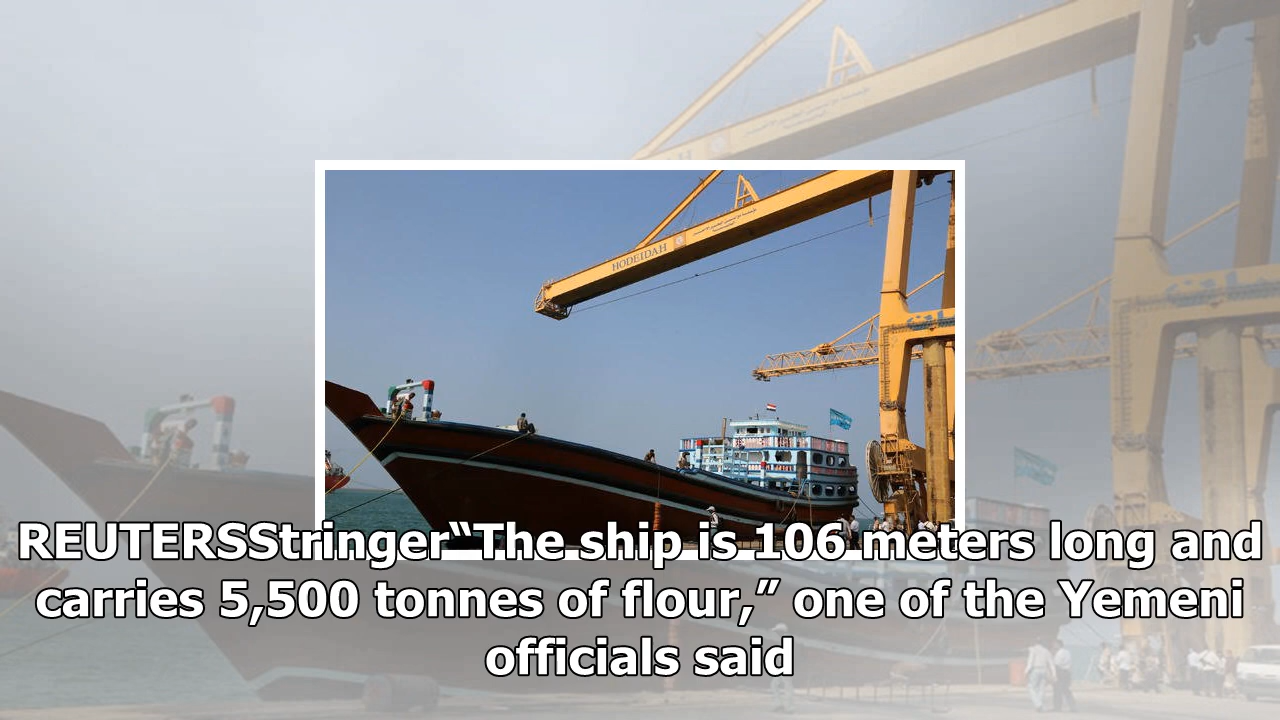 HODEIDAH
REUTERSStringer “The ship is 106 meters long and
carries 5,500 tonnes of flour,” one of the Yemeni
officials said